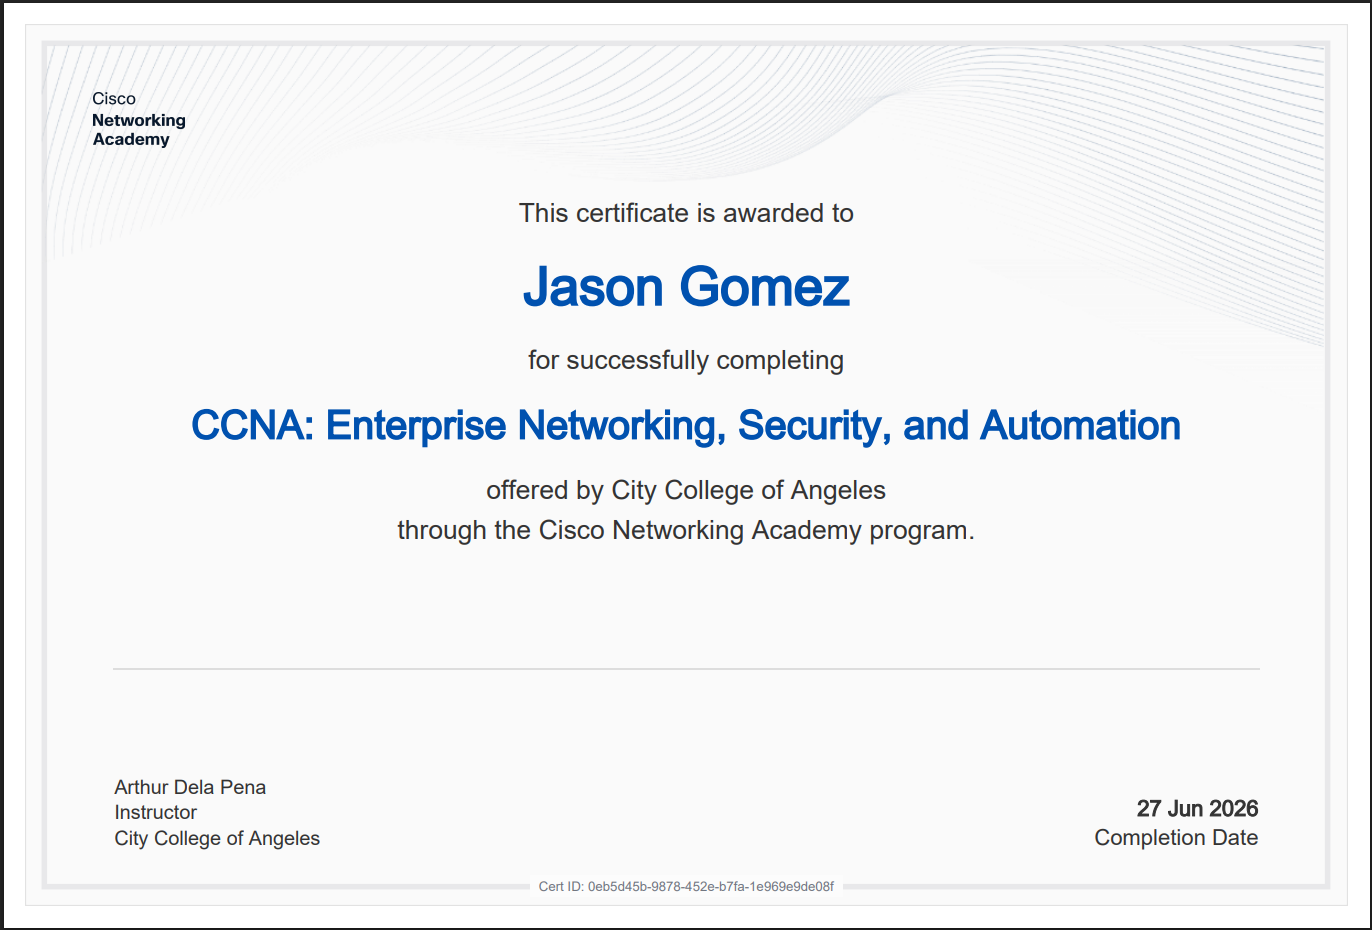 Cisco
Networking
Academy
This certificate is awarded to
Jason Gomez
for successfully completing
CCNA: Enterprise Networking, Security, and Automation
offered by City College of Angeles
through the Cisco Networking Academy program.
Arthur Dela Pena
Instructor
City College of Angeles
27 Jun 2026
Completion Date
Cert ID: 0eb5d45b-9878-452e-b7fa-1e969e9de08f